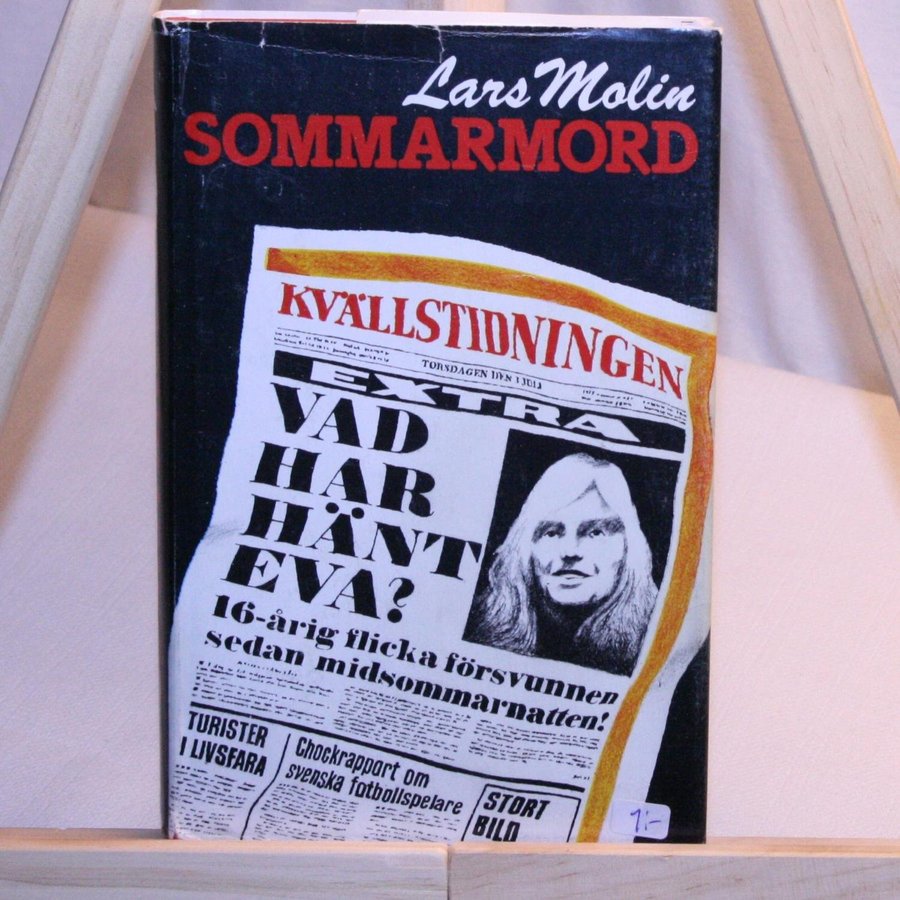 Lars Molin
SOMMARMORD
KVÄLLSTIDNINGEN
TORSDAGEN DEN 3 JULI
EXTRA
VAD
HAR
HÄNT
EVA?
16-årig flicka försvunnen
sedan midsommarnatten!
TURISTER
I LIVSFARA
Chockrapport om
svenska fotbollspelare
STORT
BILD
1:-